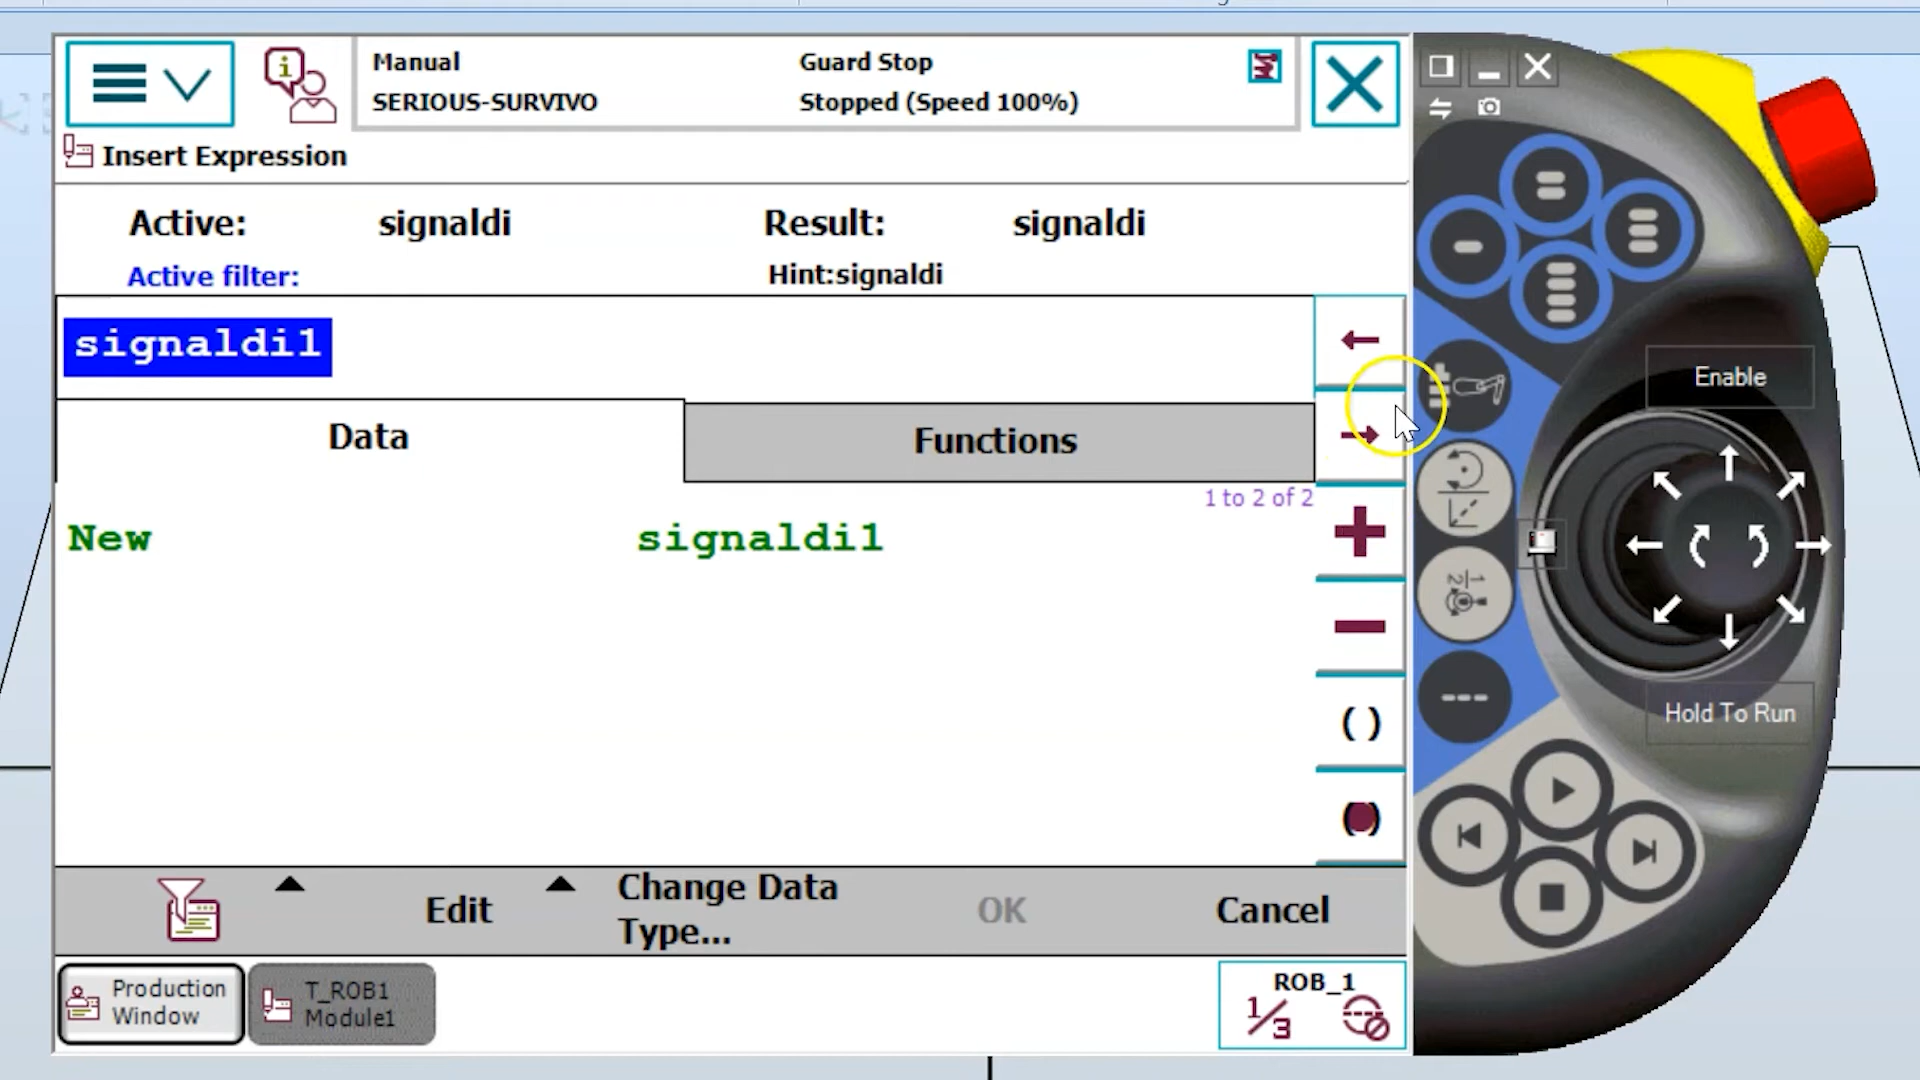 Manual
Guard Stop
SERIOUS-SURVIVO
Stopped (Speed 100%)
Insert Expression
Active: signaldi Result: signaldi
Active filter: Hint:signaldi
signaldi1
Data Functions
1 to 2 of 2
New signaldi1
( )
( )
Edit
Change Data
Type...
OK
Cancel
Production
Window
T_ROB1
Module1
ROB_1
1/3
Enable
Hold To Run